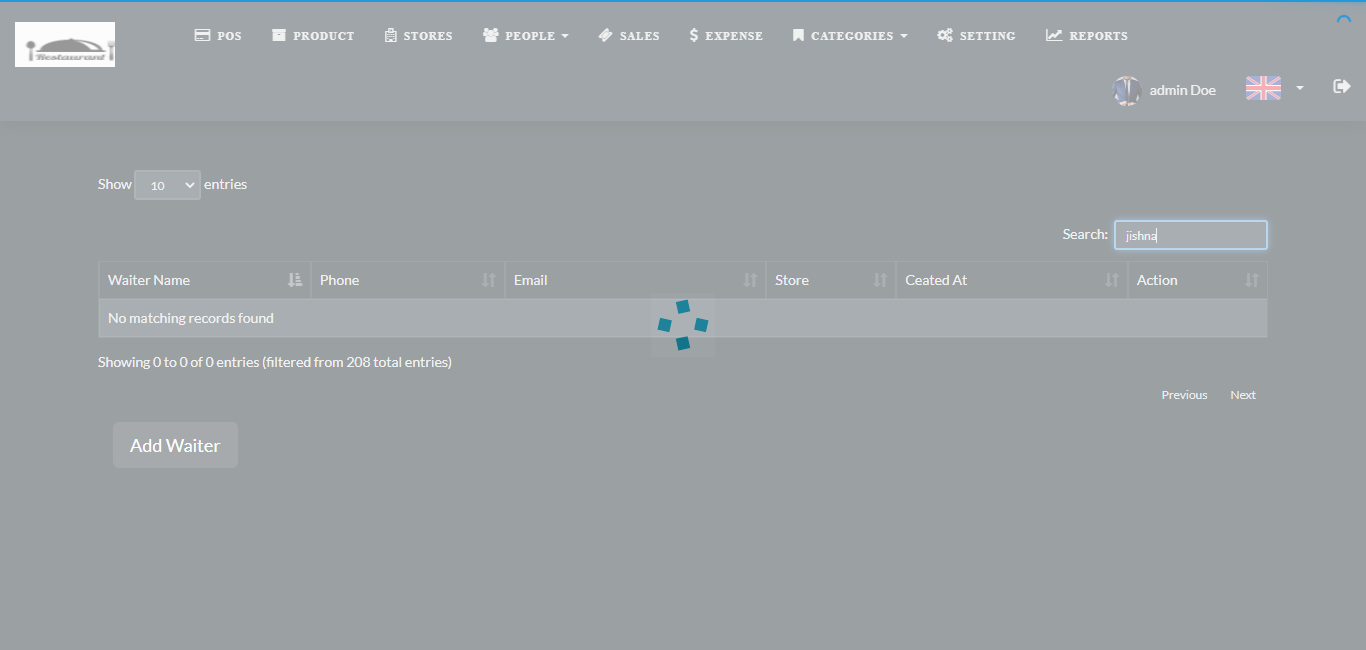 Restaurant
POS PRODUCT STORES PEOPLE SALES EXPENSE CATEGORIES SETTING REPORTS
admin Doe
Show 10 entries
Search: jishna
Waiter Name Phone Email Store Ceated At Action
No matching records found
Showing 0 to 0 of 0 entries (filtered from 208 total entries)
Previous Next
Add Waiter